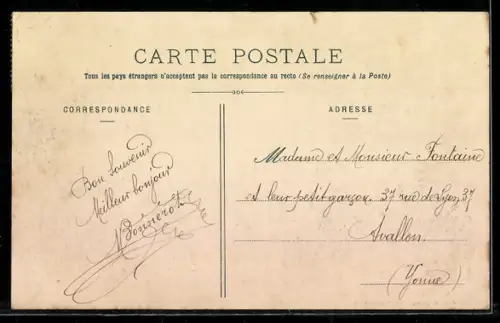 CARTE POSTALE
Tous les pays étrangers n'acceptent pas la correspondance au recto (Se renseigner à la Poste)
CORRESPONDANCE
ADRESSE
Bon souvenir
Meilleur bonjour
Madame et Monsieur Fontaine
et leur petit garçon, 37 rue de Lyon 37
Avallon
(Yonne)